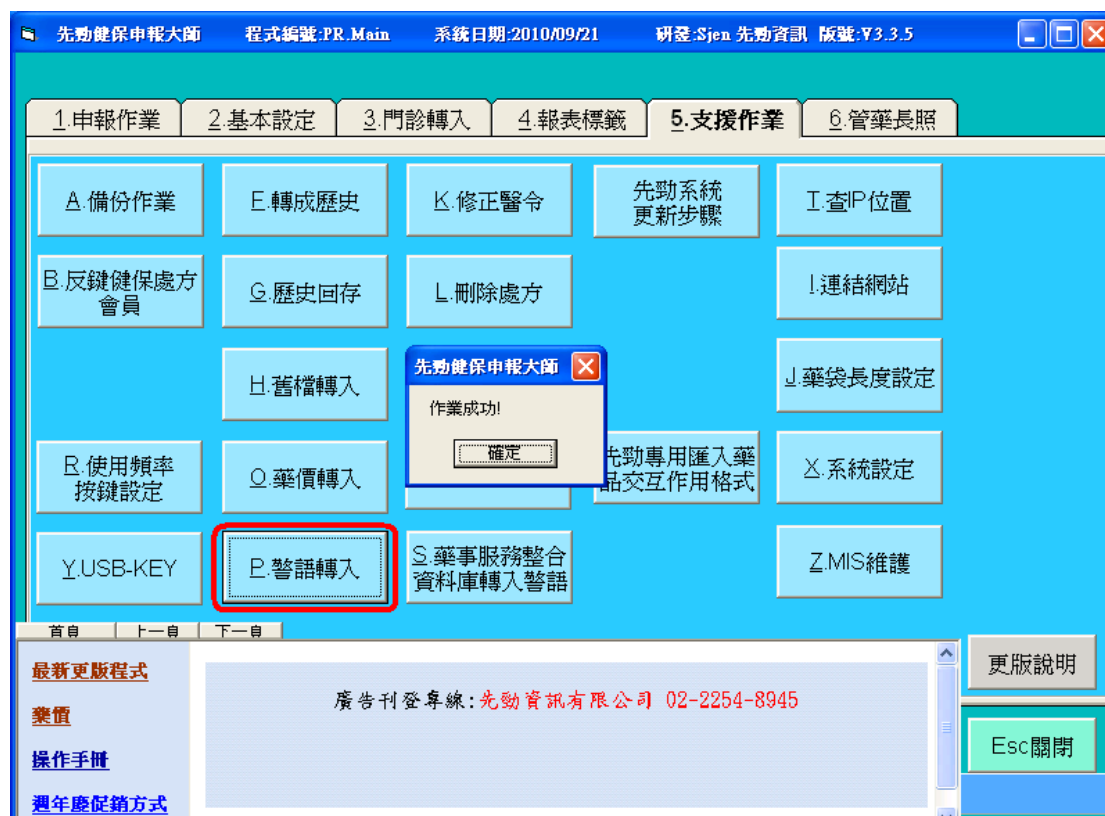 先勁健保申報大師 程式編號:PR.Main 系統日期:2010/09/21 研發:Sjen 先勁資訊 版號:V3.3.5
1.申報作業 2.基本設定 3.門診轉入 4.報表標籤 5.支援作業 6.管藥長照
A.備份作業 E.轉成歷史 K.修正醫令 先勁系統
更新步驟 T.查IP位置
B.反鍵健保處方
會員 G.歷史回存 L.刪除處方 I.連結網站
H.舊檔轉入 J.藥袋長度設定
先勁健保申報大師
作業成功!
確定
R.使用頻率
按鍵設定 O.藥價轉入 先勁專用匯入藥
品交互作用格式 X.系統設定
Y.USB-KEY P.警語轉入 S.藥事服務整合
資料庫轉入警語 Z.MIS維護
首頁 上一頁 下一頁
最新更版程式
藥價
操作手冊
週年慶促銷方式
廣告刊登專線:先勁資訊有限公司 02-2254-8945
更版說明
Esc關閉